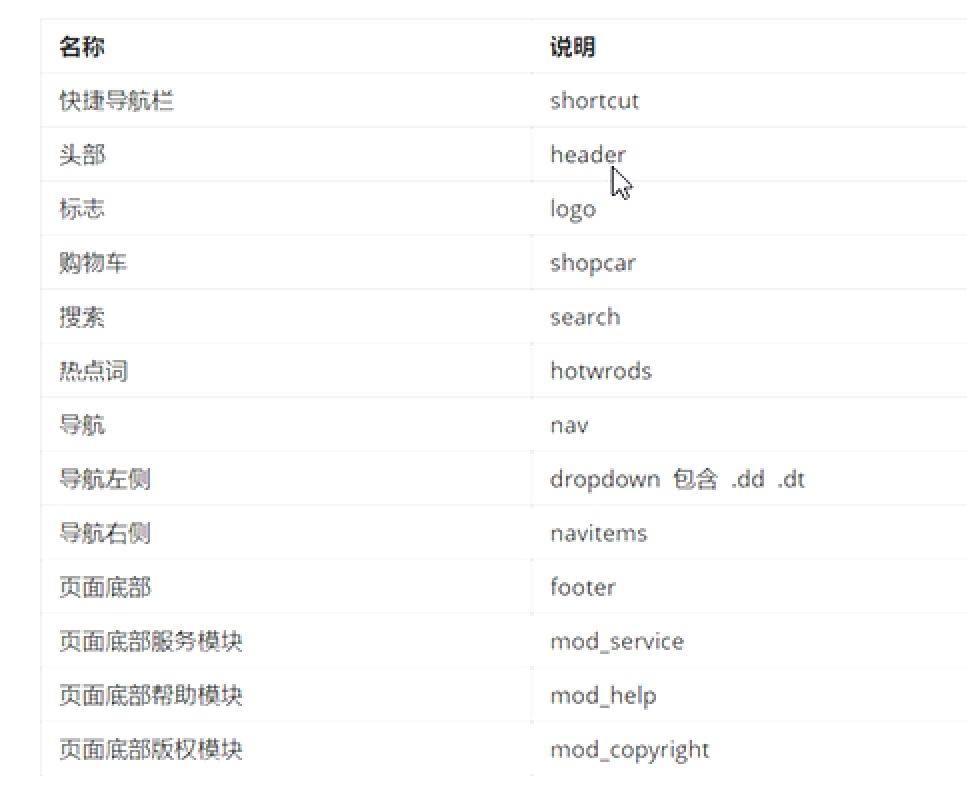 名称 说明
快捷导航栏 shortcut
头部 header
标志 logo
购物车 shopcar
搜索 search
热点词 hotwrods
导航 nav
导航左侧 dropdown 包含 .dd .dt
导航右侧 navitems
页面底部 footer
页面底部服务模块 mod_service
页面底部帮助模块 mod_help
页面底部版权模块 mod_copyright